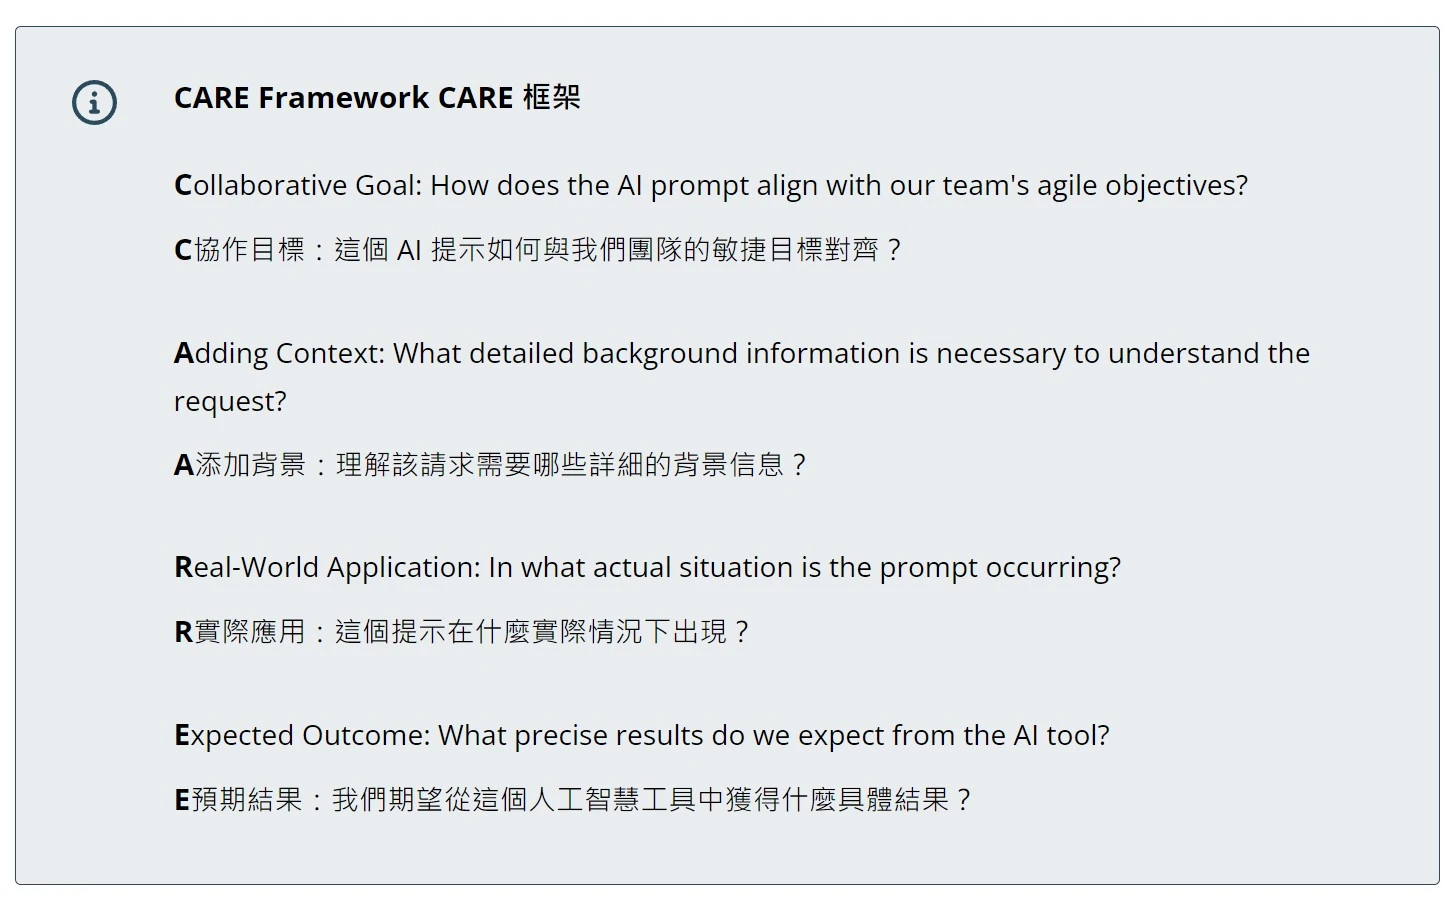 CARE Framework CARE 框架
Collaborative Goal: How does the AI prompt align with our team's agile objectives?
C協作目標：這個 AI 提示如何與我們團隊的敏捷目標對齊？
Adding Context: What detailed background information is necessary to understand the
request?
A添加背景：理解該請求需要哪些詳細的背景信息？
Real-World Application: In what actual situation is the prompt occurring?
R實際應用：這個提示在什麼實際情況下出現？
Expected Outcome: What precise results do we expect from the AI tool?
E預期結果：我們期望從這個人工智慧工具中獲得什麼具體結果？